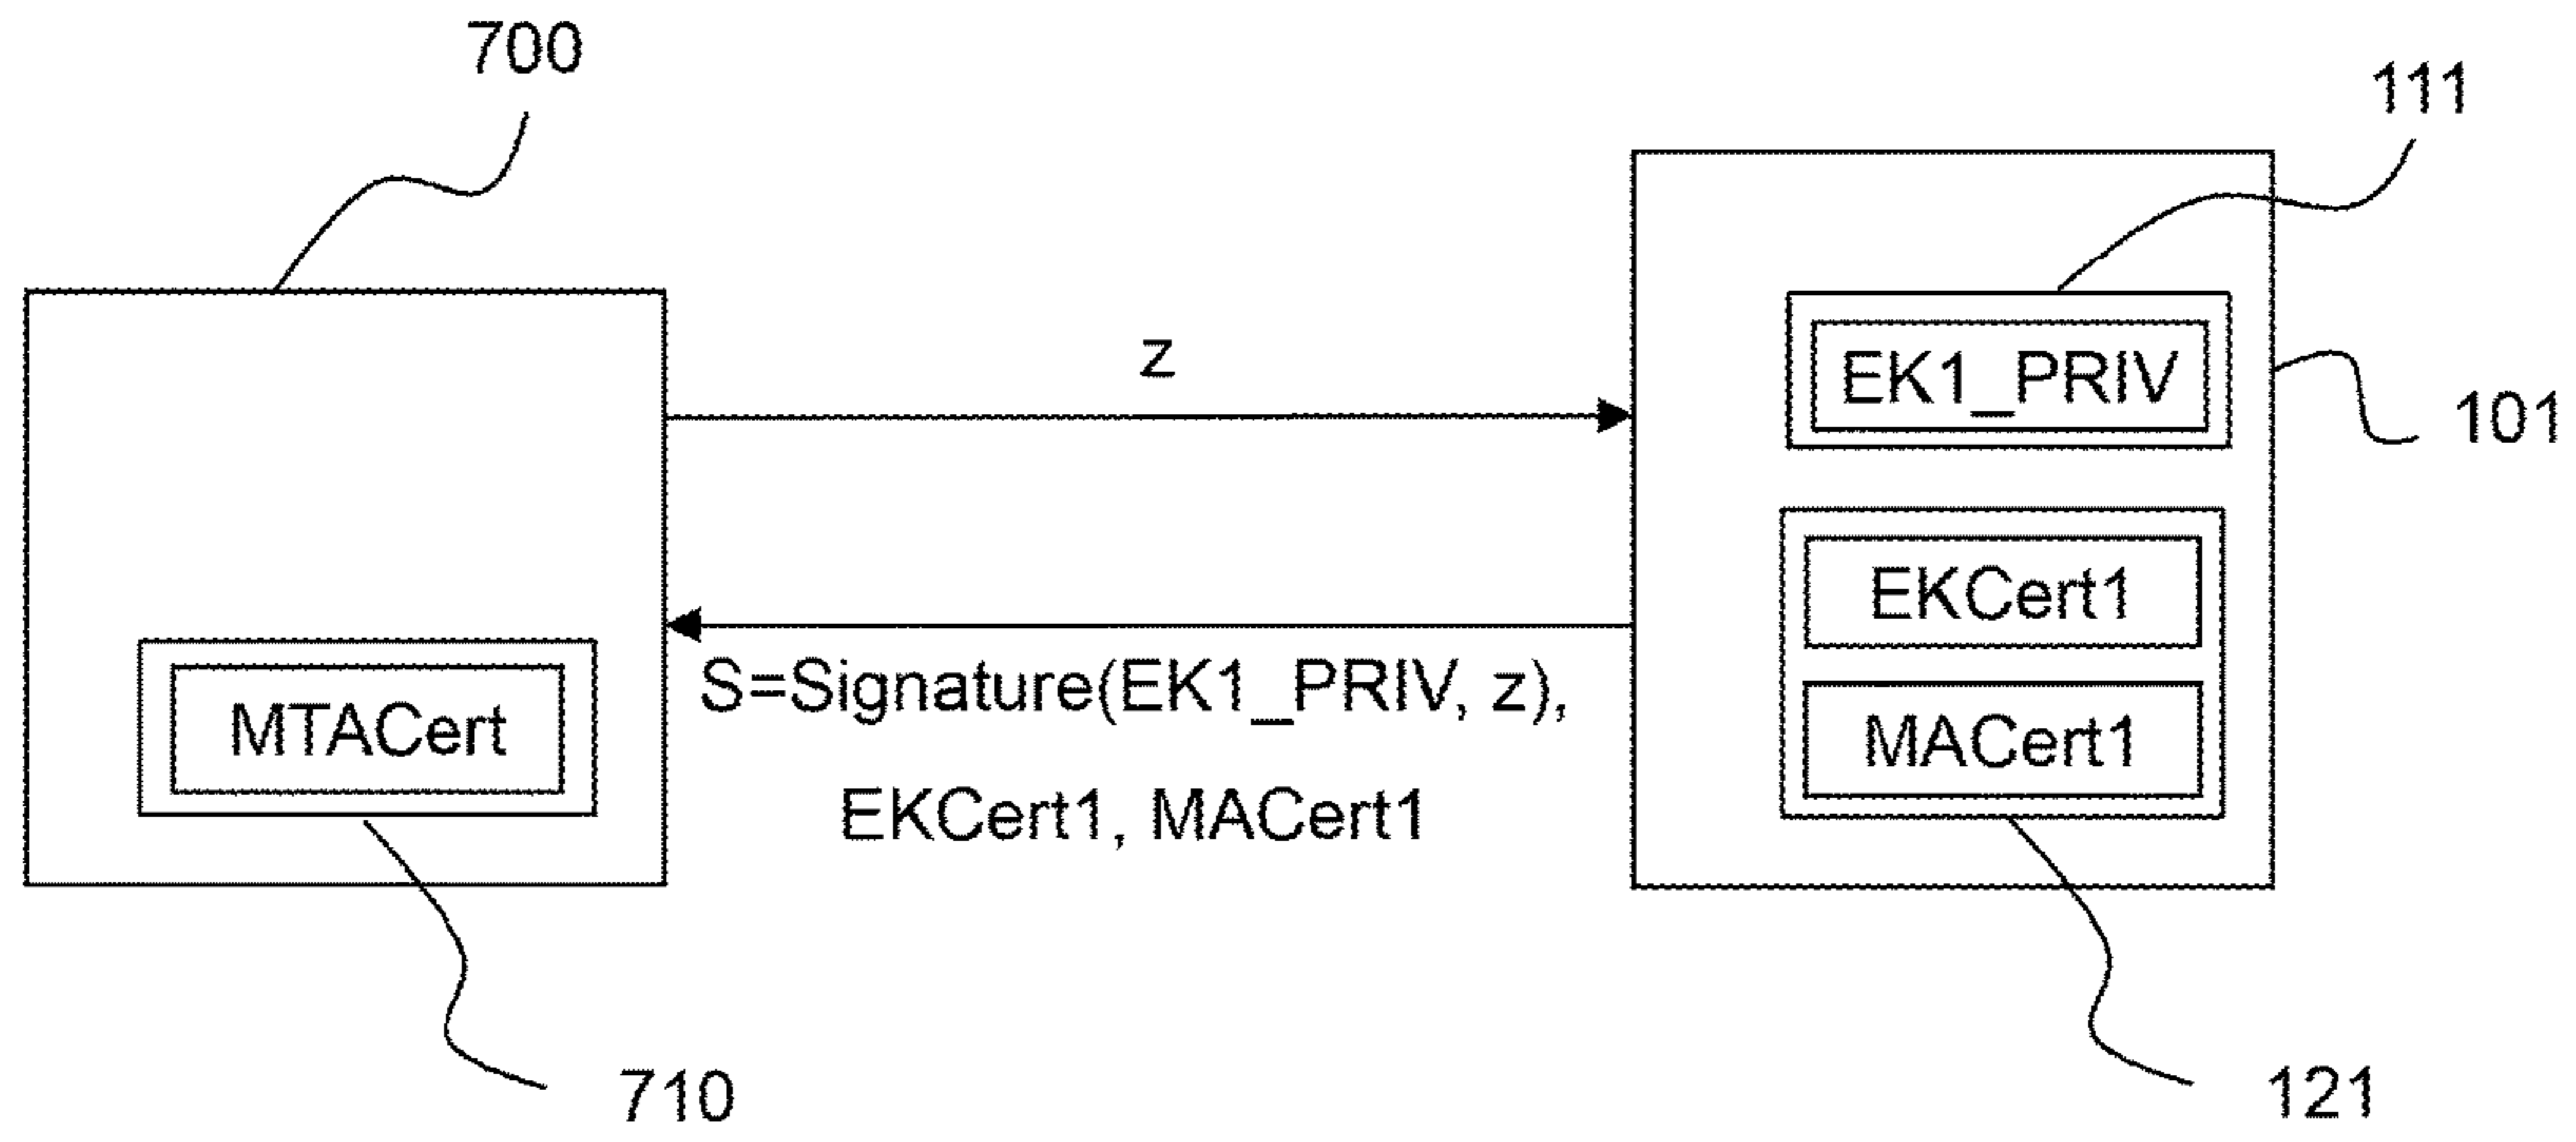 700
111
z
EK1_PRIV
101
EKCert1
S=Signature(EK1_PRIV, z),
MTACert
MACert1
EKCert1, MACert1
710
121